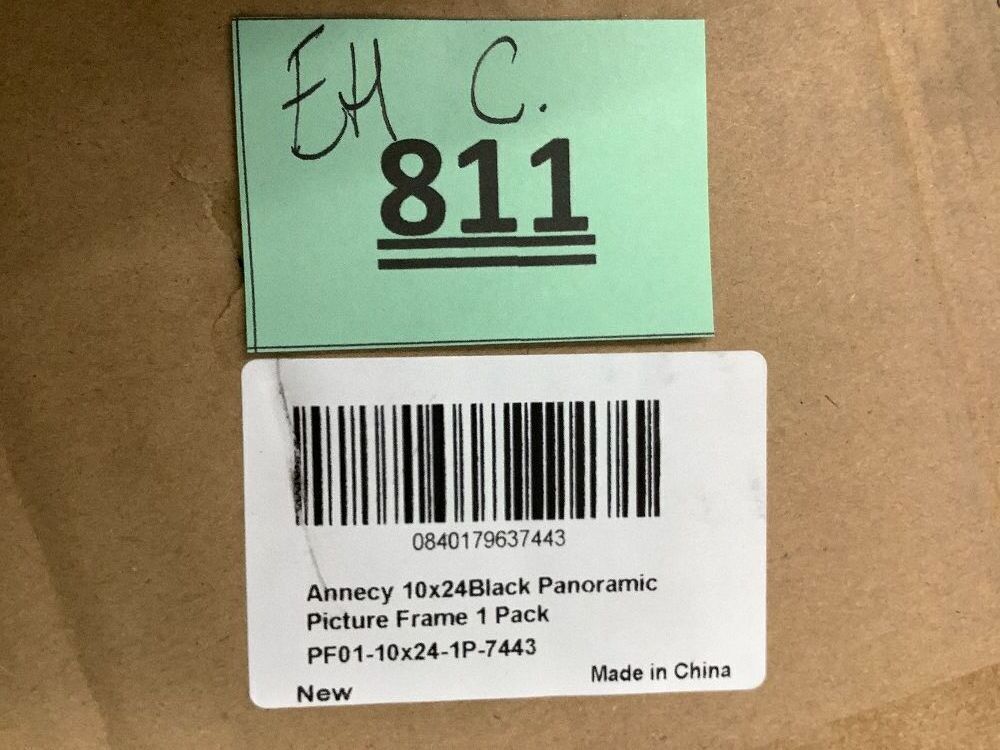 EH C.
811
0840179637443
Annecy 10x24Black Panoramic
Picture Frame 1 Pack
PF01-10x24-1P-7443
Made in China
New